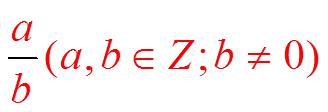 a/b (a, b ∈ Z; b ≠ 0)